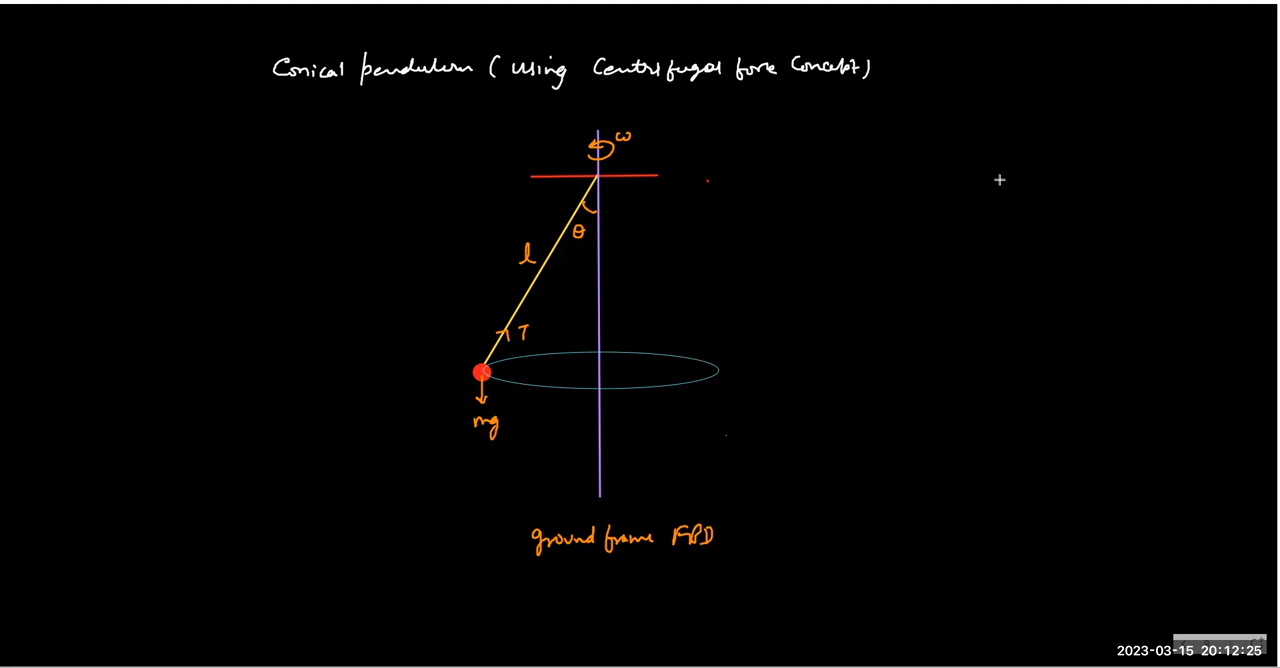 Conical pendulum (Using Centrifugal force Concept)
ω
θ
l
T
mg
ground frame FBD
2023-03-15 20:12:25